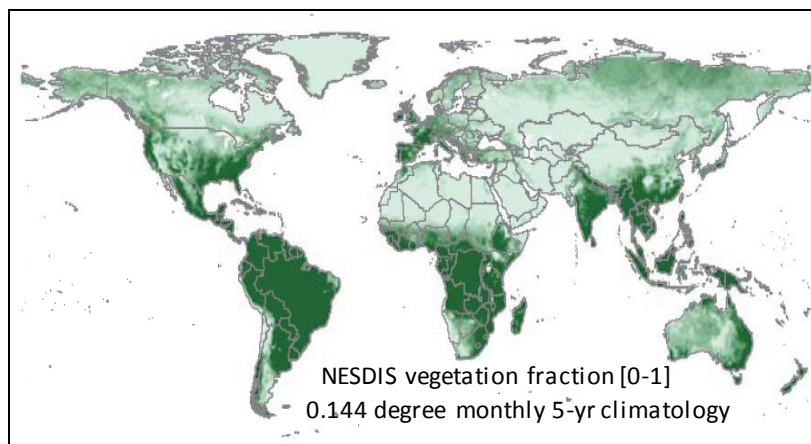 NESDIS vegetation fraction [0-1]
0.144 degree monthly 5-yr climatology